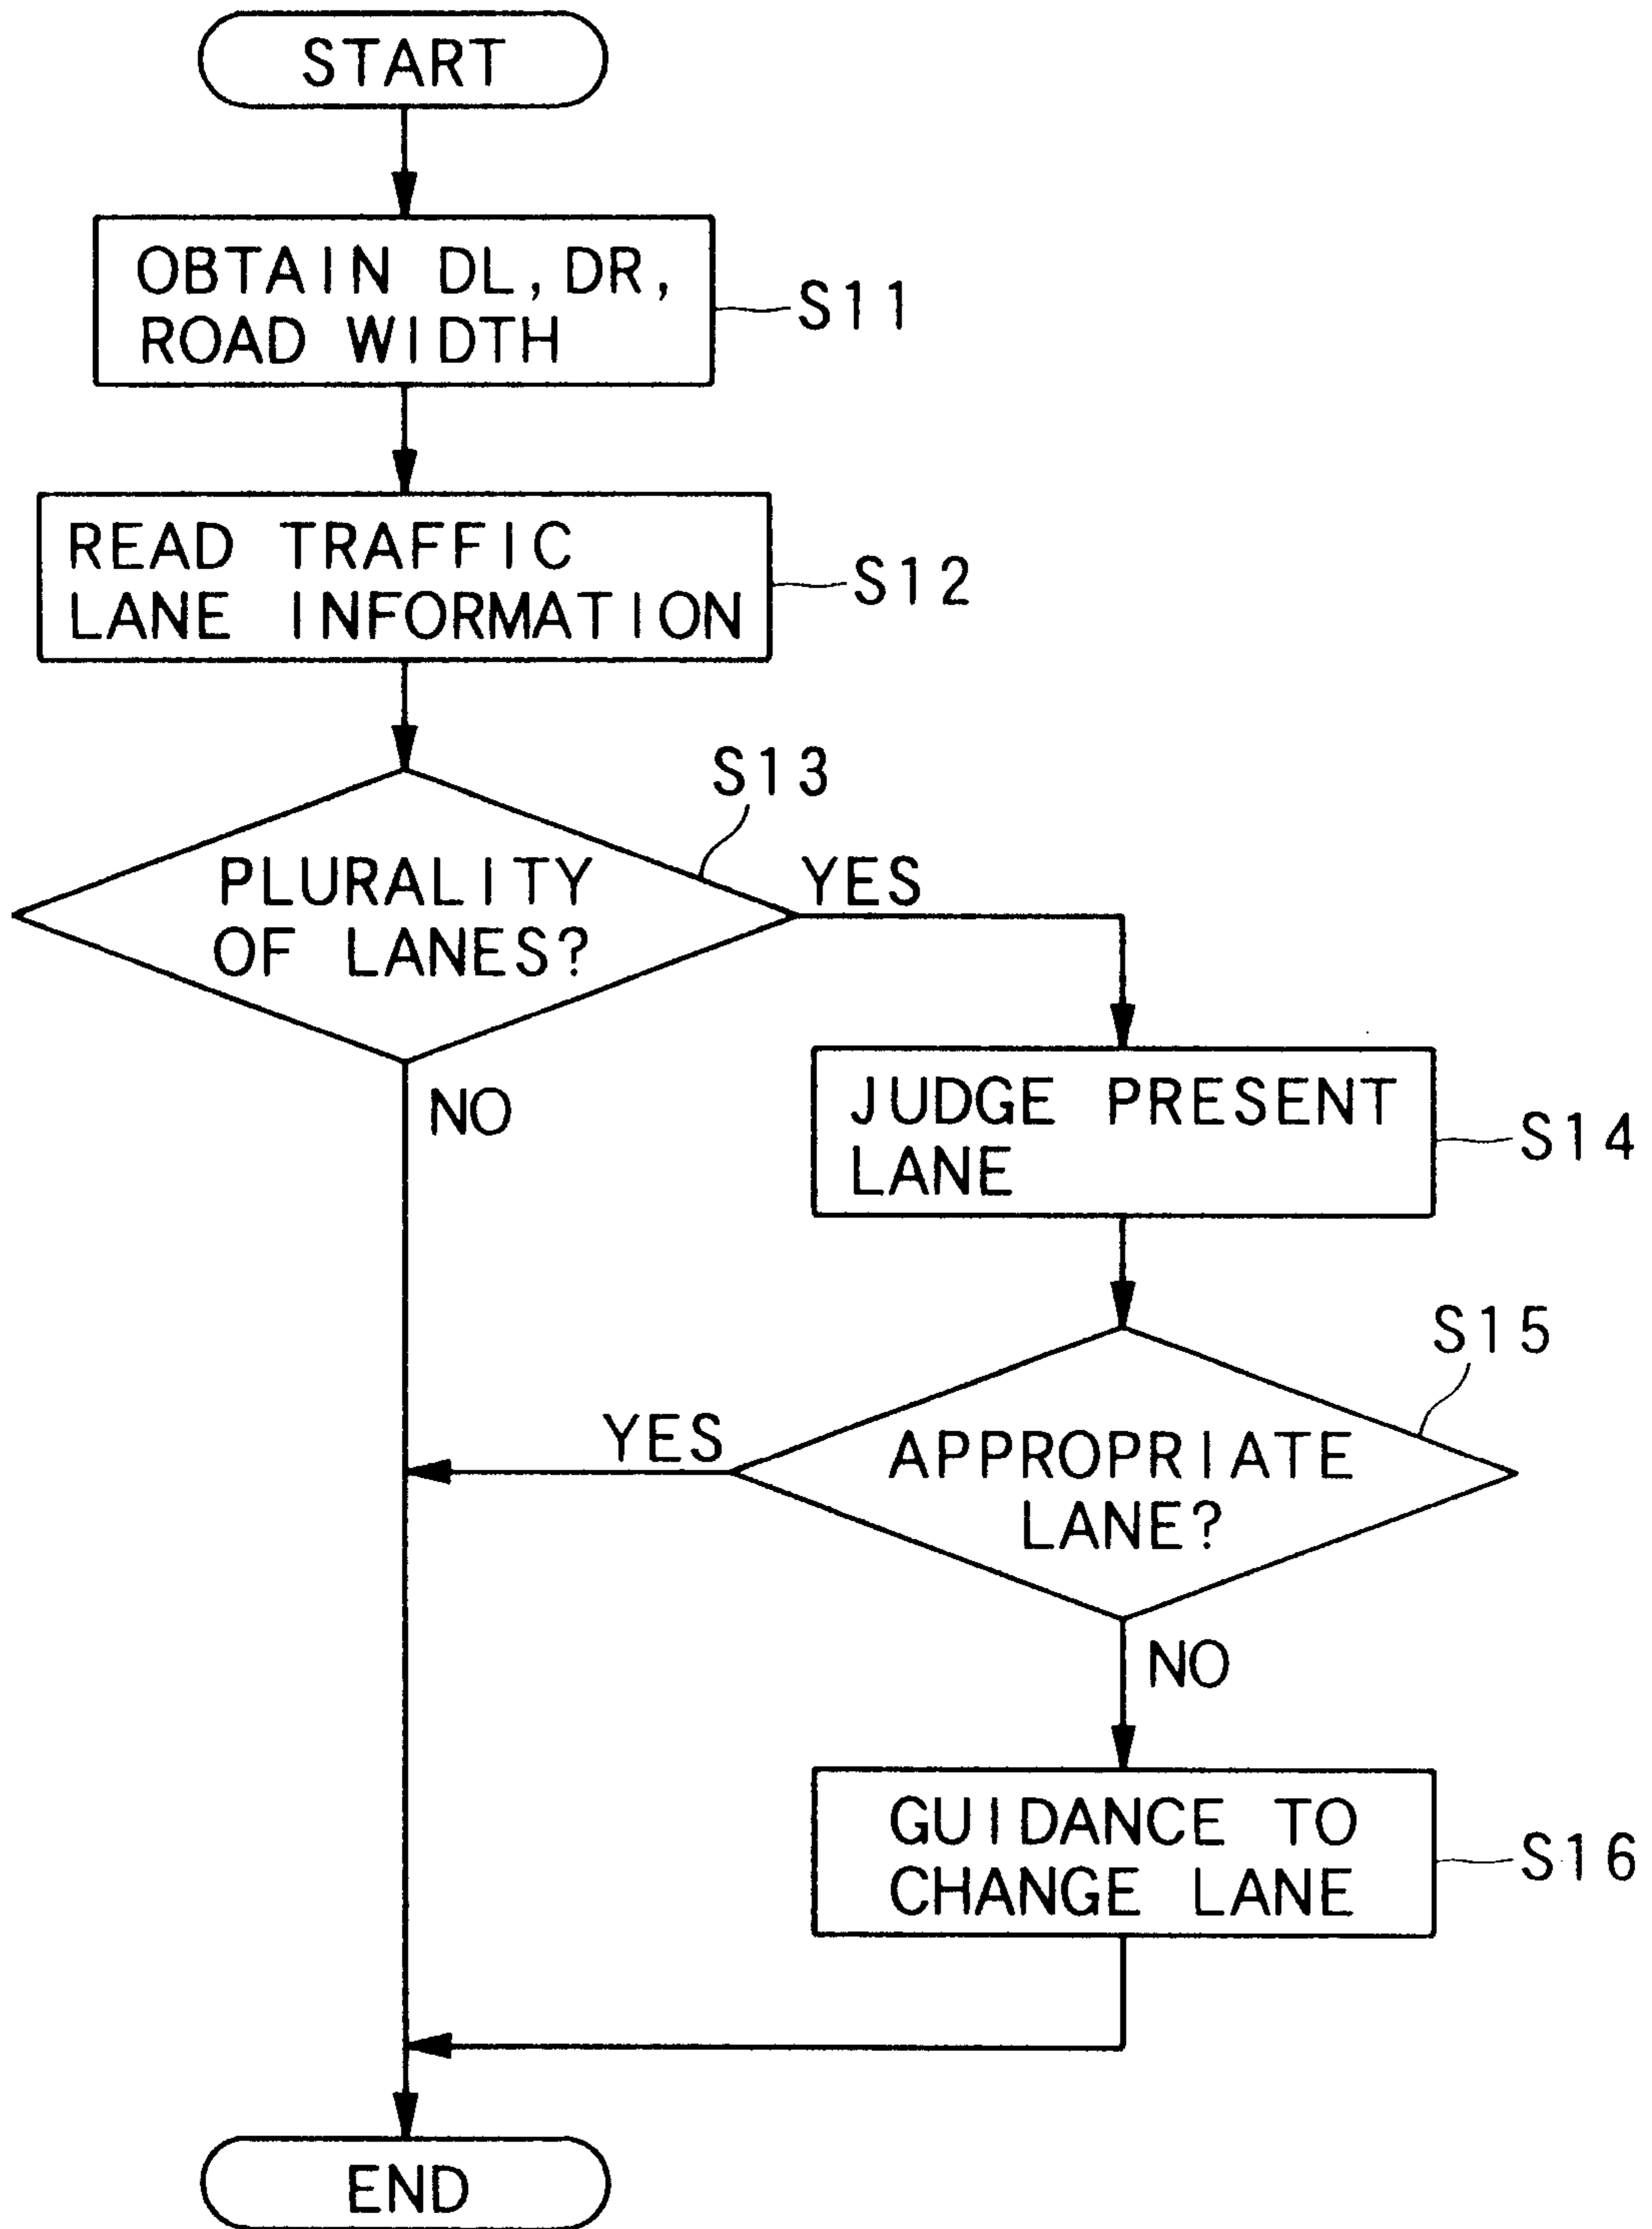 START
OBTAIN DL, DR,
ROAD WIDTH
S11
READ TRAFFIC
LANE INFORMATION
S12
S13
PLURALITY
OF LANES?
YES
NO
JUDGE PRESENT
LANE
S14
S15
YES
APPROPRIATE
LANE?
NO
GUIDANCE TO
CHANGE LANE
S16
END